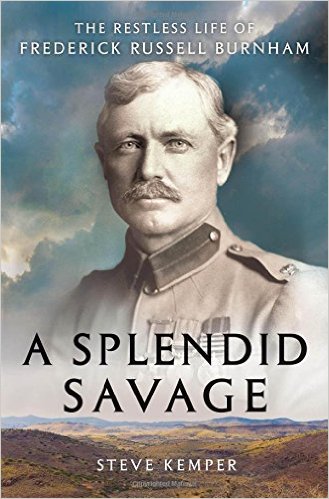 THE RESTLESS LIFE OF
FREDERICK RUSSELL BURNHAM
A SPLENDID
SAVAGE
STEVE KEMPER